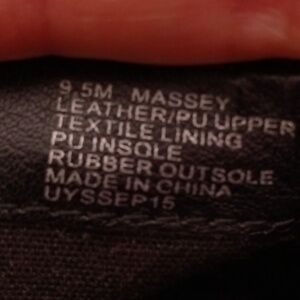 9.5M MASSEY
LEATHER/PU UPPER
TEXTILE LINING
PU INSOLE
RUBBER OUTSOLE
MADE IN CHINA
UYSSEP15